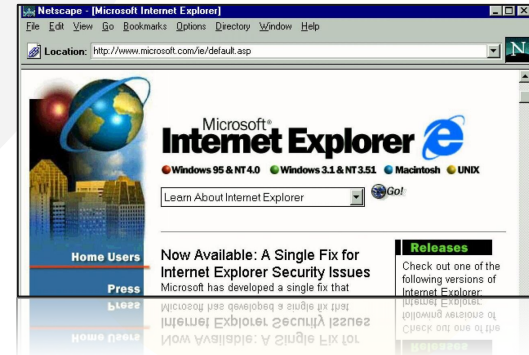 Netscape - [Microsoft Internet Explorer]
File Edit View Go Bookmarks Options Directory Window Help
Location: http://www.microsoft.com/ie/default.asp
N
Microsoft®
Internet Explorer
Windows 95 & NT 4.0 Windows 3.1 & NT 3.51 Macintosh UNIX
Learn About Internet Explorer
Go!
Home Users
Press
Now Available: A Single Fix for
Internet Explorer Security Issues
Microsoft has developed a single fix that
Releases
Check out one of the
following versions of
Internet Explorer: